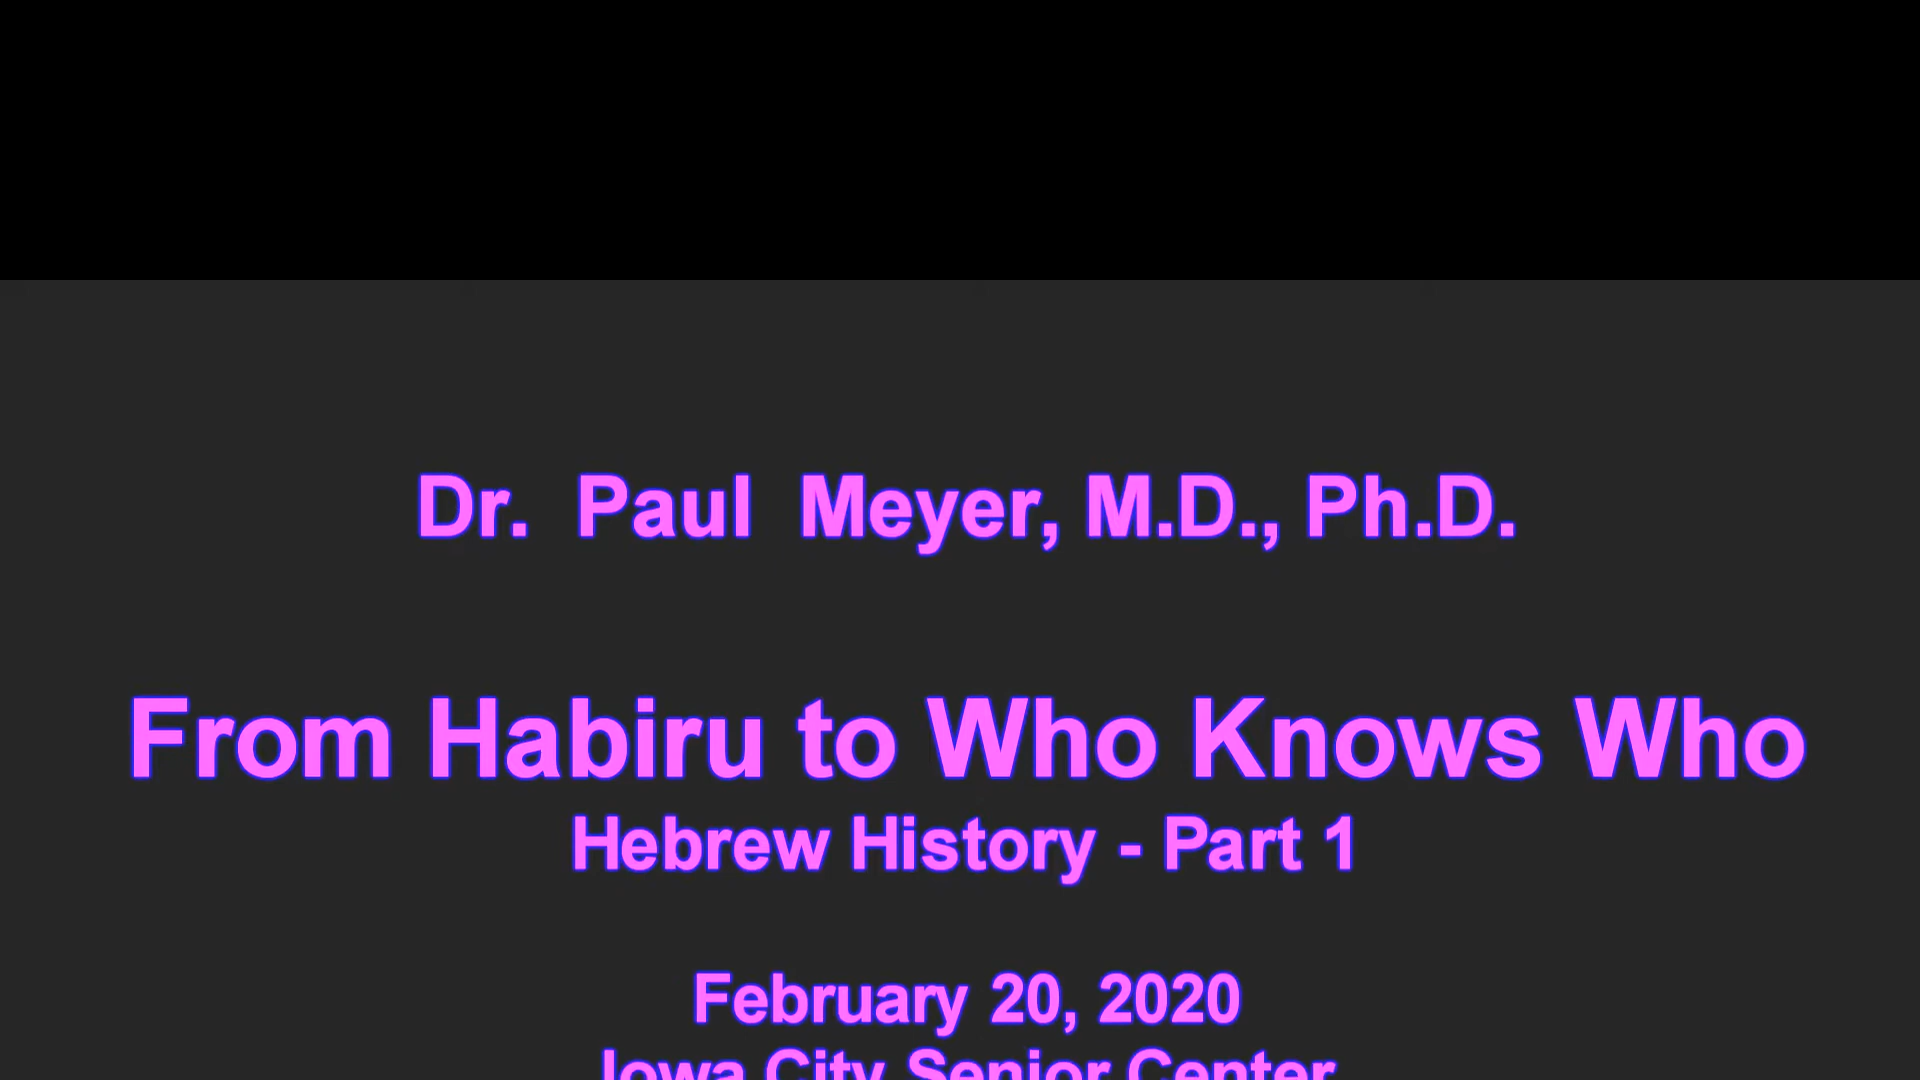 Dr. Paul Meyer, M.D., Ph.D.
From Habiru to Who Knows Who
Hebrew History - Part 1
February 20, 2020
Iowa City Senior Center